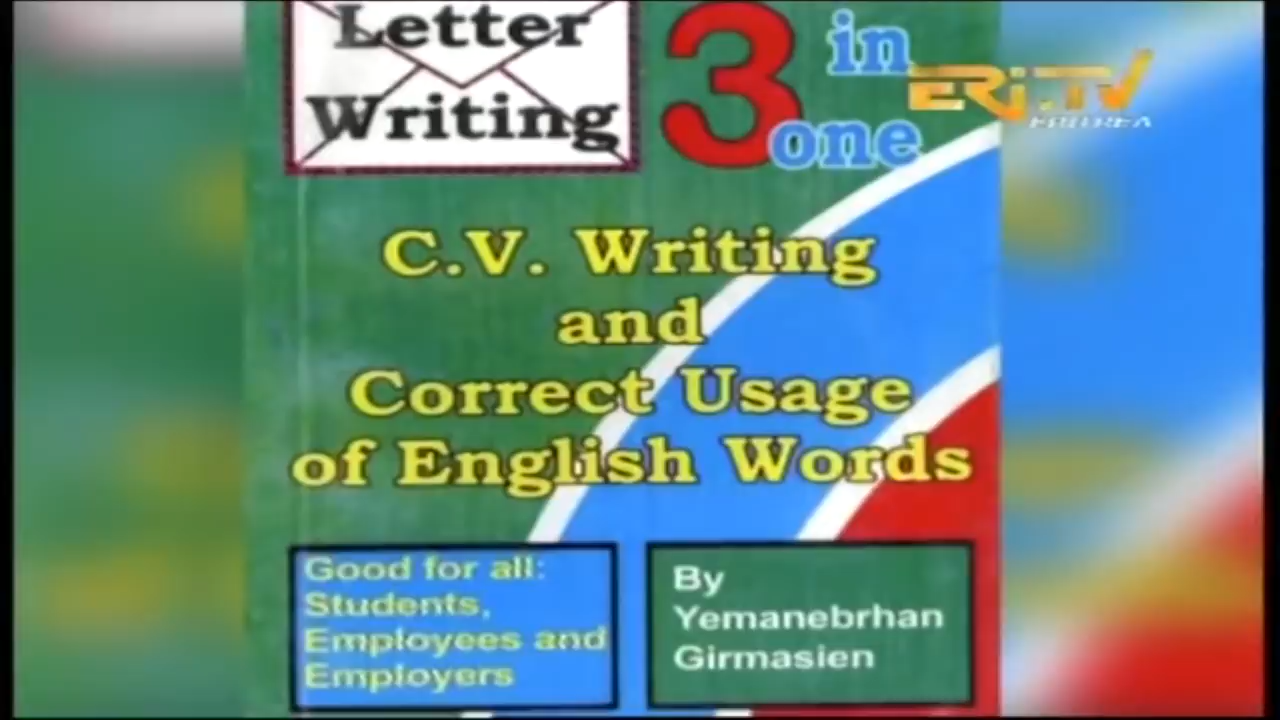 Letter
Writing
3
in
one
ERi.TV
ERITREA
C.V. Writing
and
Correct Usage
of English Words
Good for all:
Students,
Employees and
Employers
By
Yemanebrhan
Girmasien